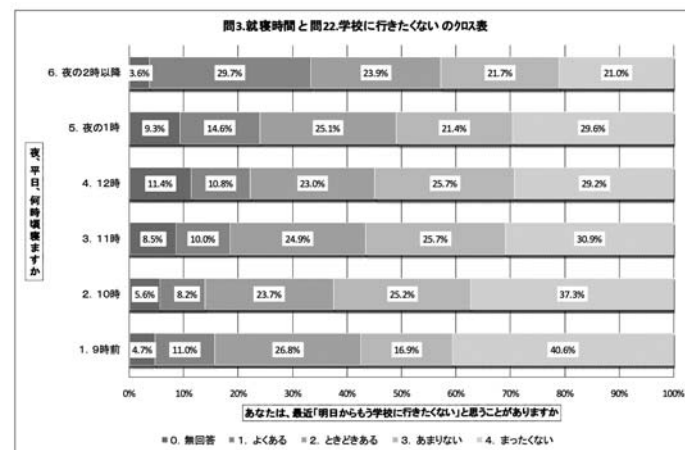 問3.就寝時間 と 問22.学校に行きたくない のクロス表
夜、平日、何時頃寝ますか
6. 夜の2時以降 3.6% 29.7% 23.9% 21.7% 21.0%
5. 夜の1時 9.3% 14.6% 25.1% 21.4% 29.6%
4. 12時 11.4% 10.8% 23.0% 25.7% 29.2%
3. 11時 8.5% 10.0% 24.9% 25.7% 30.9%
2. 10時 5.6% 8.2% 23.7% 25.2% 37.3%
1. 9時前 4.7% 11.0% 26.8% 16.9% 40.6%
0% 10% 20% 30% 40% 50% 60% 70% 80% 90% 100%
あなたは、最近「明日からもう学校に行きたくない」と思うことがありますか
0. 無回答 1. よくある 2. ときどきある 3. あまりない 4. まったくない